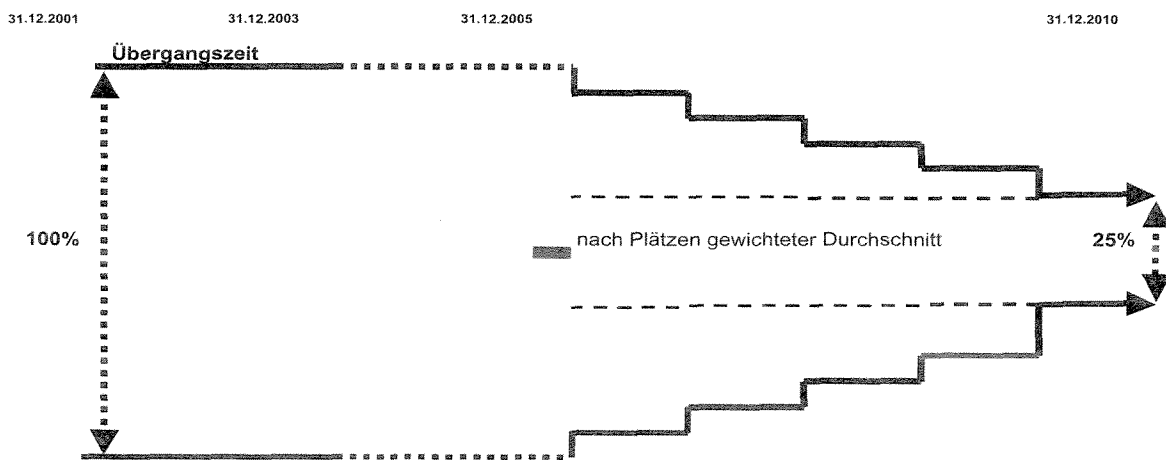 31.12.2001 31.12.2003 31.12.2005 31.12.2010
Übergangszeit
100% nach Plätzen gewichteter Durchschnitt 25%